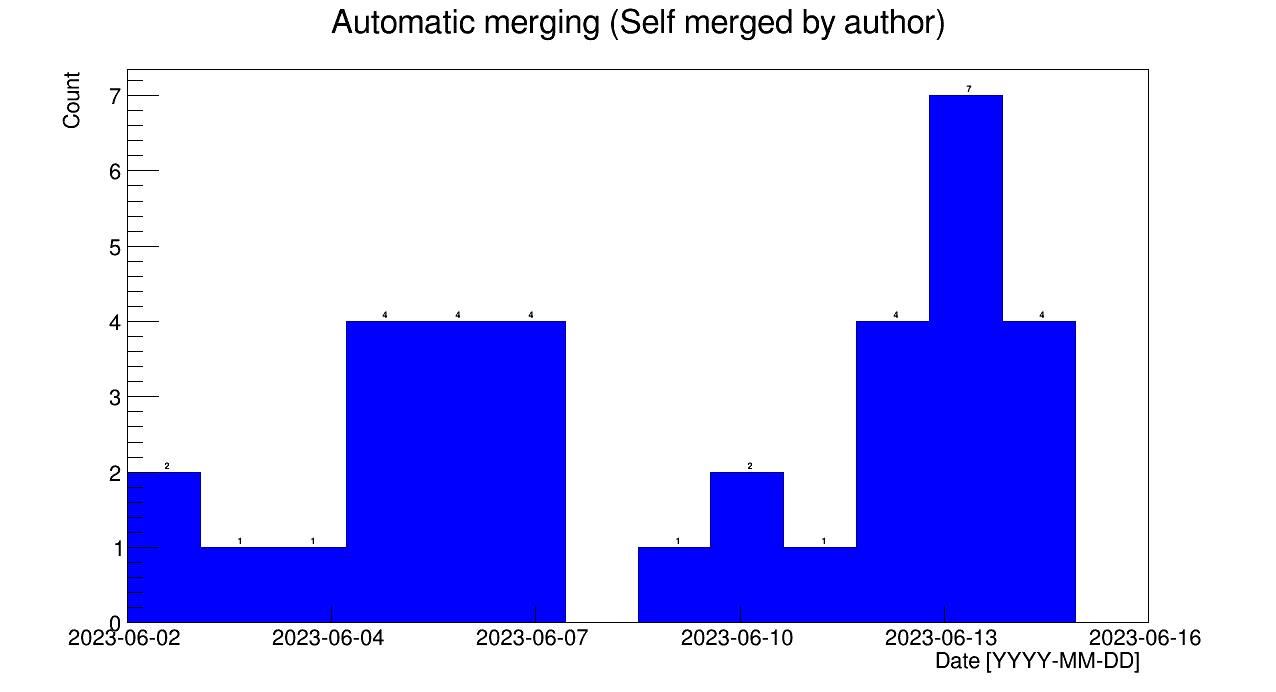 Automatic merging (Self merged by author)
Count
7
6
5
4
3
2
1
0
2 1 1 4 4 4 1 2 1 4 7 4
2023-06-02 2023-06-04 2023-06-07 2023-06-10 2023-06-13 2023-06-16
Date [YYYY-MM-DD]